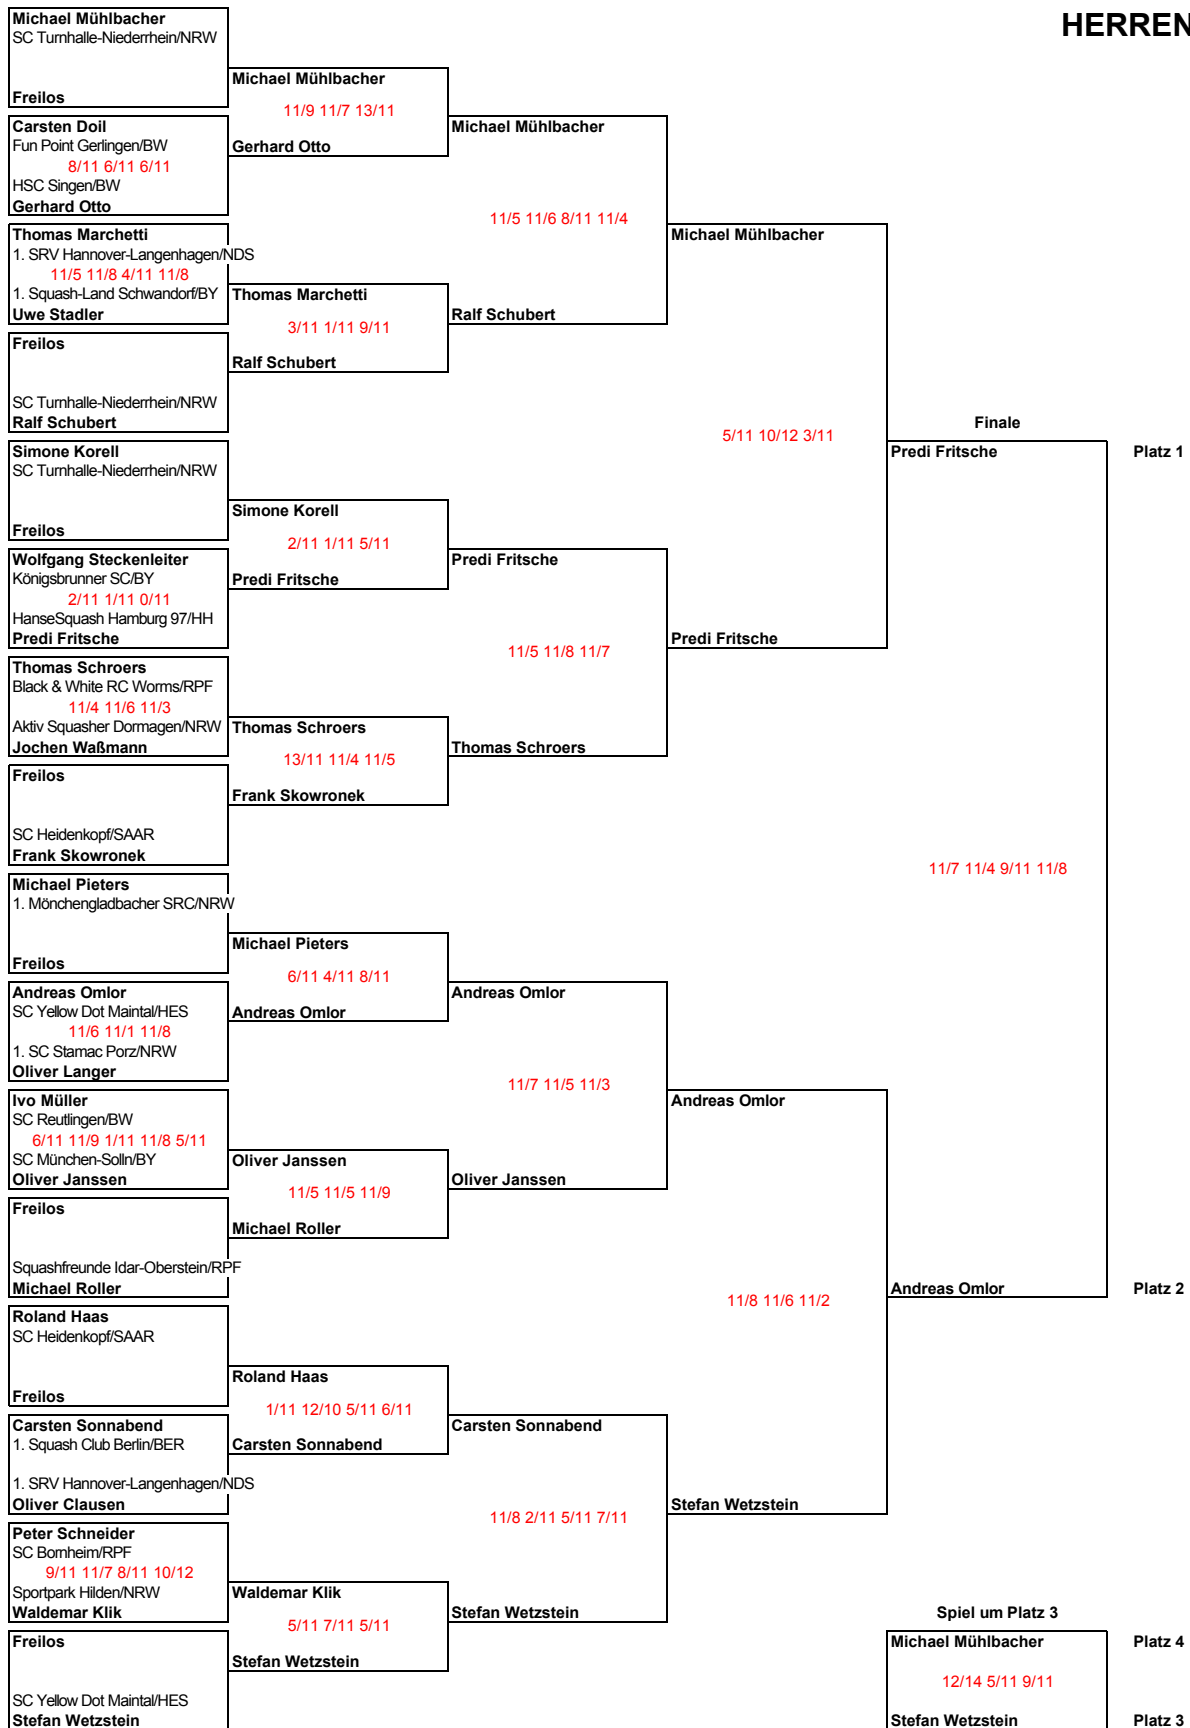 HERREN
Michael Mühlbacher
SC Turnhalle-Niederrhein/NRW
Freilos
Carsten Doil
Fun Point Gerlingen/BW
8/11 6/11 6/11
HSC Singen/BW
Gerhard Otto
Thomas Marchetti
1. SRV Hannover-Langenhagen/NDS
11/5 11/8 4/11 11/8
1. Squash-Land Schwandorf/BY
Uwe Stadler
Freilos
SC Turnhalle-Niederrhein/NRW
Ralf Schubert
Simone Korell
SC Turnhalle-Niederrhein/NRW
Freilos
Wolfgang Steckenleiter
Königsbrunner SC/BY
2/11 1/11 0/11
HanseSquash Hamburg 97/HH
Predi Fritsche
Thomas Schroers
Black & White RC Worms/RPF
11/4 11/6 11/3
Aktiv Squasher Dormagen/NRW
Jochen Waßmann
Freilos
SC Heidenkopf/SAAR
Frank Skowronek
Michael Pieters
1. Mönchengladbacher SRC/NRW
Freilos
Andreas Omlor
SC Yellow Dot Maintal/HES
11/6 11/1 11/8
1. SC Stamac Porz/NRW
Oliver Langer
Ivo Müller
SC Reutlingen/BW
6/11 11/9 1/11 11/8 5/11
SC München-Solln/BY
Oliver Janssen
Freilos
Squashfreunde Idar-Oberstein/RPF
Michael Roller
Roland Haas
SC Heidenkopf/SAAR
Freilos
Carsten Sonnabend
1. Squash Club Berlin/BER
1. SRV Hannover-Langenhagen/NDS
Oliver Clausen
Peter Schneider
SC Bornheim/RPF
9/11 11/7 8/11 10/12
Sportpark Hilden/NRW
Waldemar Klik
Freilos
SC Yellow Dot Maintal/HES
Stefan Wetzstein
Michael Mühlbacher
11/9 11/7 13/11
Gerhard Otto
Thomas Marchetti
3/11 1/11 9/11
Ralf Schubert
Simone Korell
2/11 1/11 5/11
Predi Fritsche
Thomas Schroers
13/11 11/4 11/5
Frank Skowronek
Michael Pieters
6/11 4/11 8/11
Andreas Omlor
Oliver Janssen
11/5 11/5 11/9
Michael Roller
Roland Haas
1/11 12/10 5/11 6/11
Carsten Sonnabend
Waldemar Klik
5/11 7/11 5/11
Stefan Wetzstein
Michael Mühlbacher
11/5 11/6 8/11 11/4
Ralf Schubert
Predi Fritsche
11/5 11/8 11/7
Thomas Schroers
Andreas Omlor
11/7 11/5 11/3
Oliver Janssen
Carsten Sonnabend
11/8 2/11 5/11 7/11
Stefan Wetzstein
Michael Mühlbacher
5/11 10/12 3/11
Predi Fritsche
Andreas Omlor
11/8 11/6 11/2
Stefan Wetzstein
Finale
Predi Fritsche
Platz 1
11/7 11/4 9/11 11/8
Andreas Omlor
Platz 2
Spiel um Platz 3
Michael Mühlbacher
Platz 4
12/14 5/11 9/11
Stefan Wetzstein
Platz 3